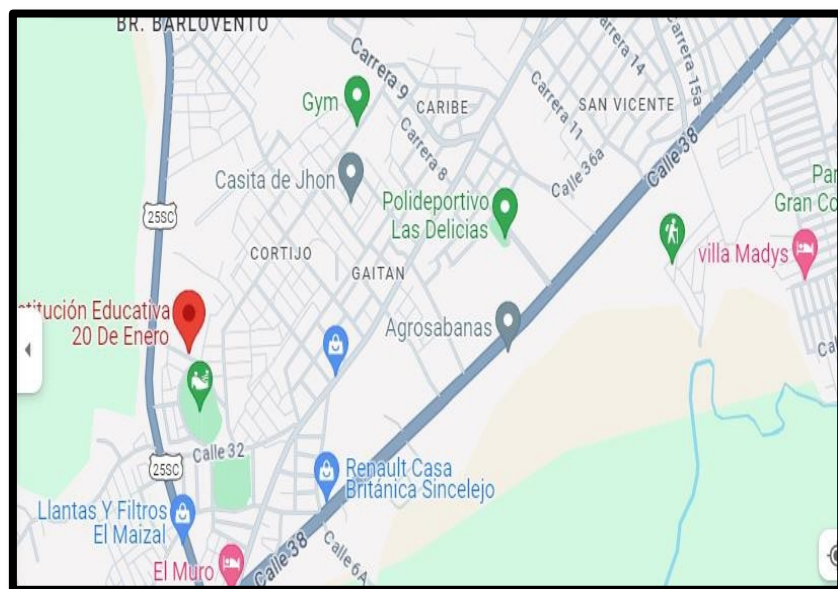 BR. BARLOVENTO
Carrera 9
Carrera 14
Carrera 15a
Gym
CARIBE
SAN VICENTE
Carrera 11
Carrera 8
Calle 36a
Calle 38
Casita de Jhon
Polideportivo
Las Delicias
Par
Gran Co
villa Madys
25SC
CORTIJO
GAITAN
stitución Educativa
20 De Enero
Agrosabanas
Cal
Calle 32
25SC
Renault Casa
Británica Sincelejo
Llantas Y Filtros
El Maizal
El Muro
Calle 38
Calle 6A